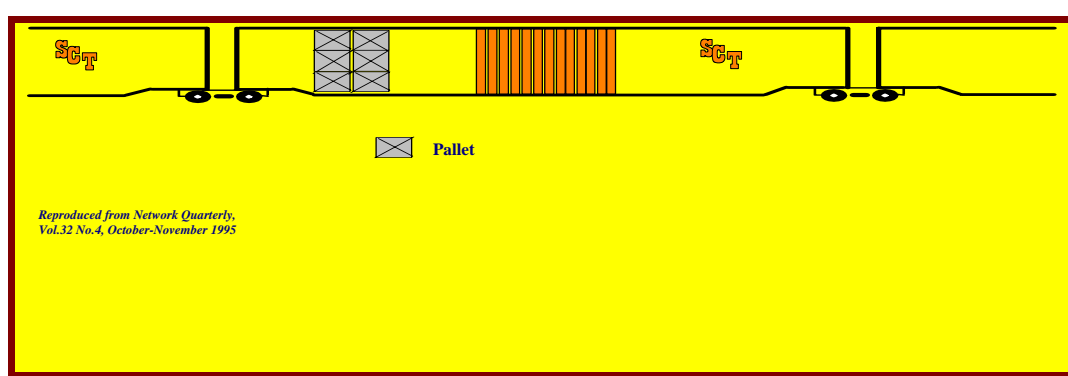 SCT
SCT
Pallet
Reproduced from Network Quarterly,
Vol.32 No.4, October-November 1995